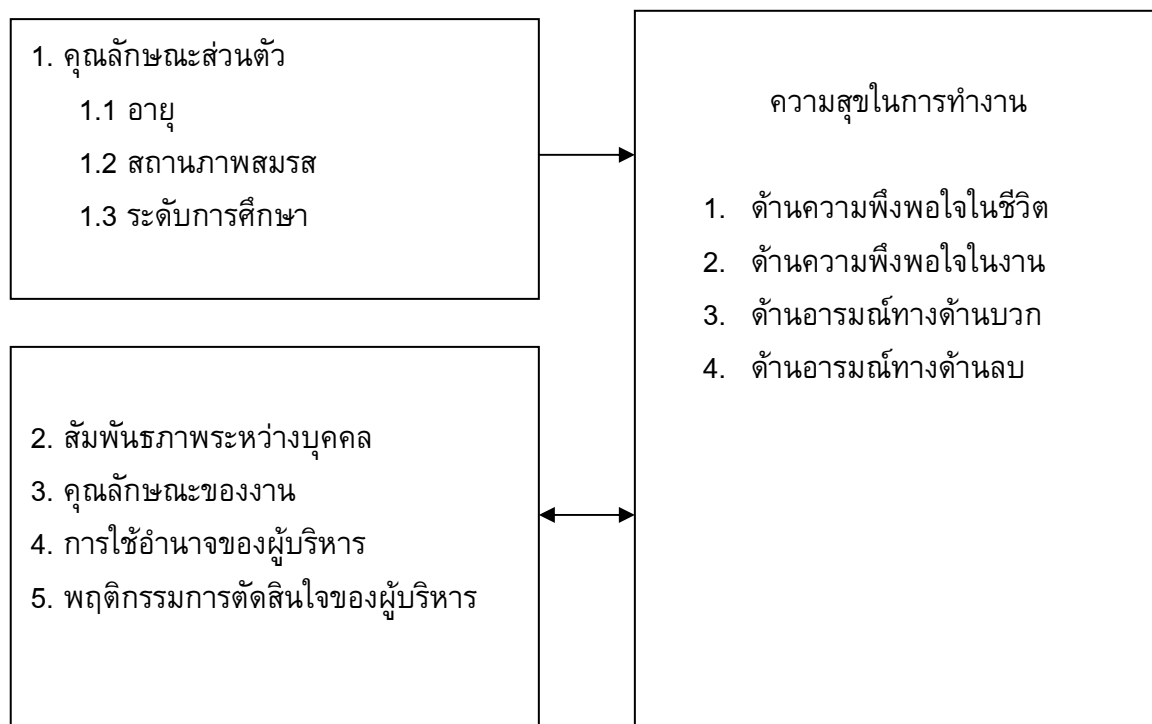 1. คุณลักษณะส่วนตัว
1.1 อายุ
1.2 สถานภาพสมรส
1.3 ระดับการศึกษา
2. สัมพันธภาพระหว่างบุคคล
3. คุณลักษณะของงาน
4. การใช้อำนาจของผู้บริหาร
5. พฤติกรรมการตัดสินใจของผู้บริหาร
ความสุขในการทำงาน
1. ด้านความพึงพอใจในชีวิต
2. ด้านความพึงพอใจในงาน
3. ด้านอารมณ์ทางด้านบวก
4. ด้านอารมณ์ทางด้านลบ